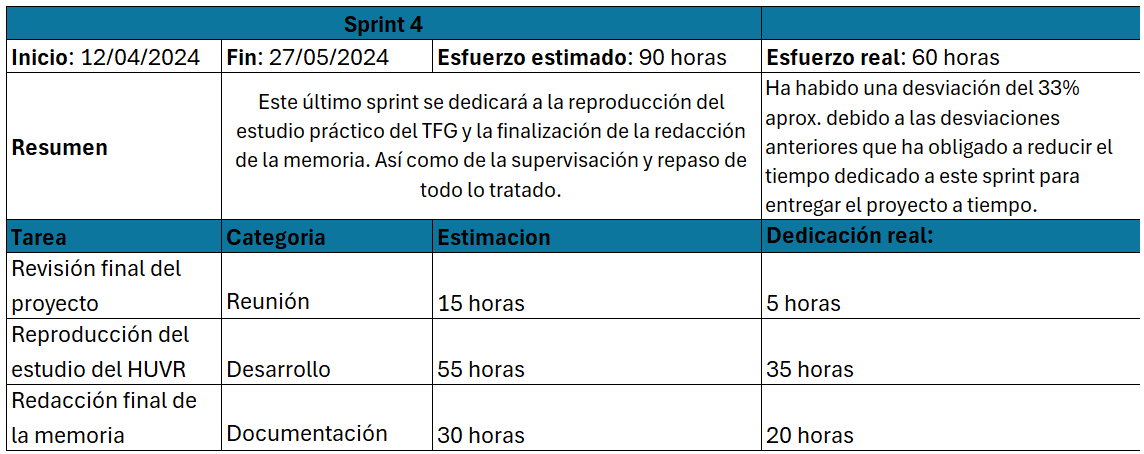 Sprint 4
Inicio: 12/04/2024 Fin: 27/05/2024 Esfuerzo estimado: 90 horas Esfuerzo real: 60 horas
Resumen
Este último sprint se dedicará a la reproducción del
estudio práctico del TFG y la finalización de la redacción
de la memoria. Así como de la supervisación y repaso de
todo lo tratado.
Ha habido una desviación del 33%
aprox. debido a las desviaciones
anteriores que ha obligado a reducir el
tiempo dedicado a este sprint para
entregar el proyecto a tiempo.
Tarea Categoria Estimacion Dedicación real:
Revisión final del
proyecto Reunión 15 horas 5 horas
Reproducción del
estudio del HUVR Desarrollo 55 horas 35 horas
Redacción final de
la memoria Documentación 30 horas 20 horas